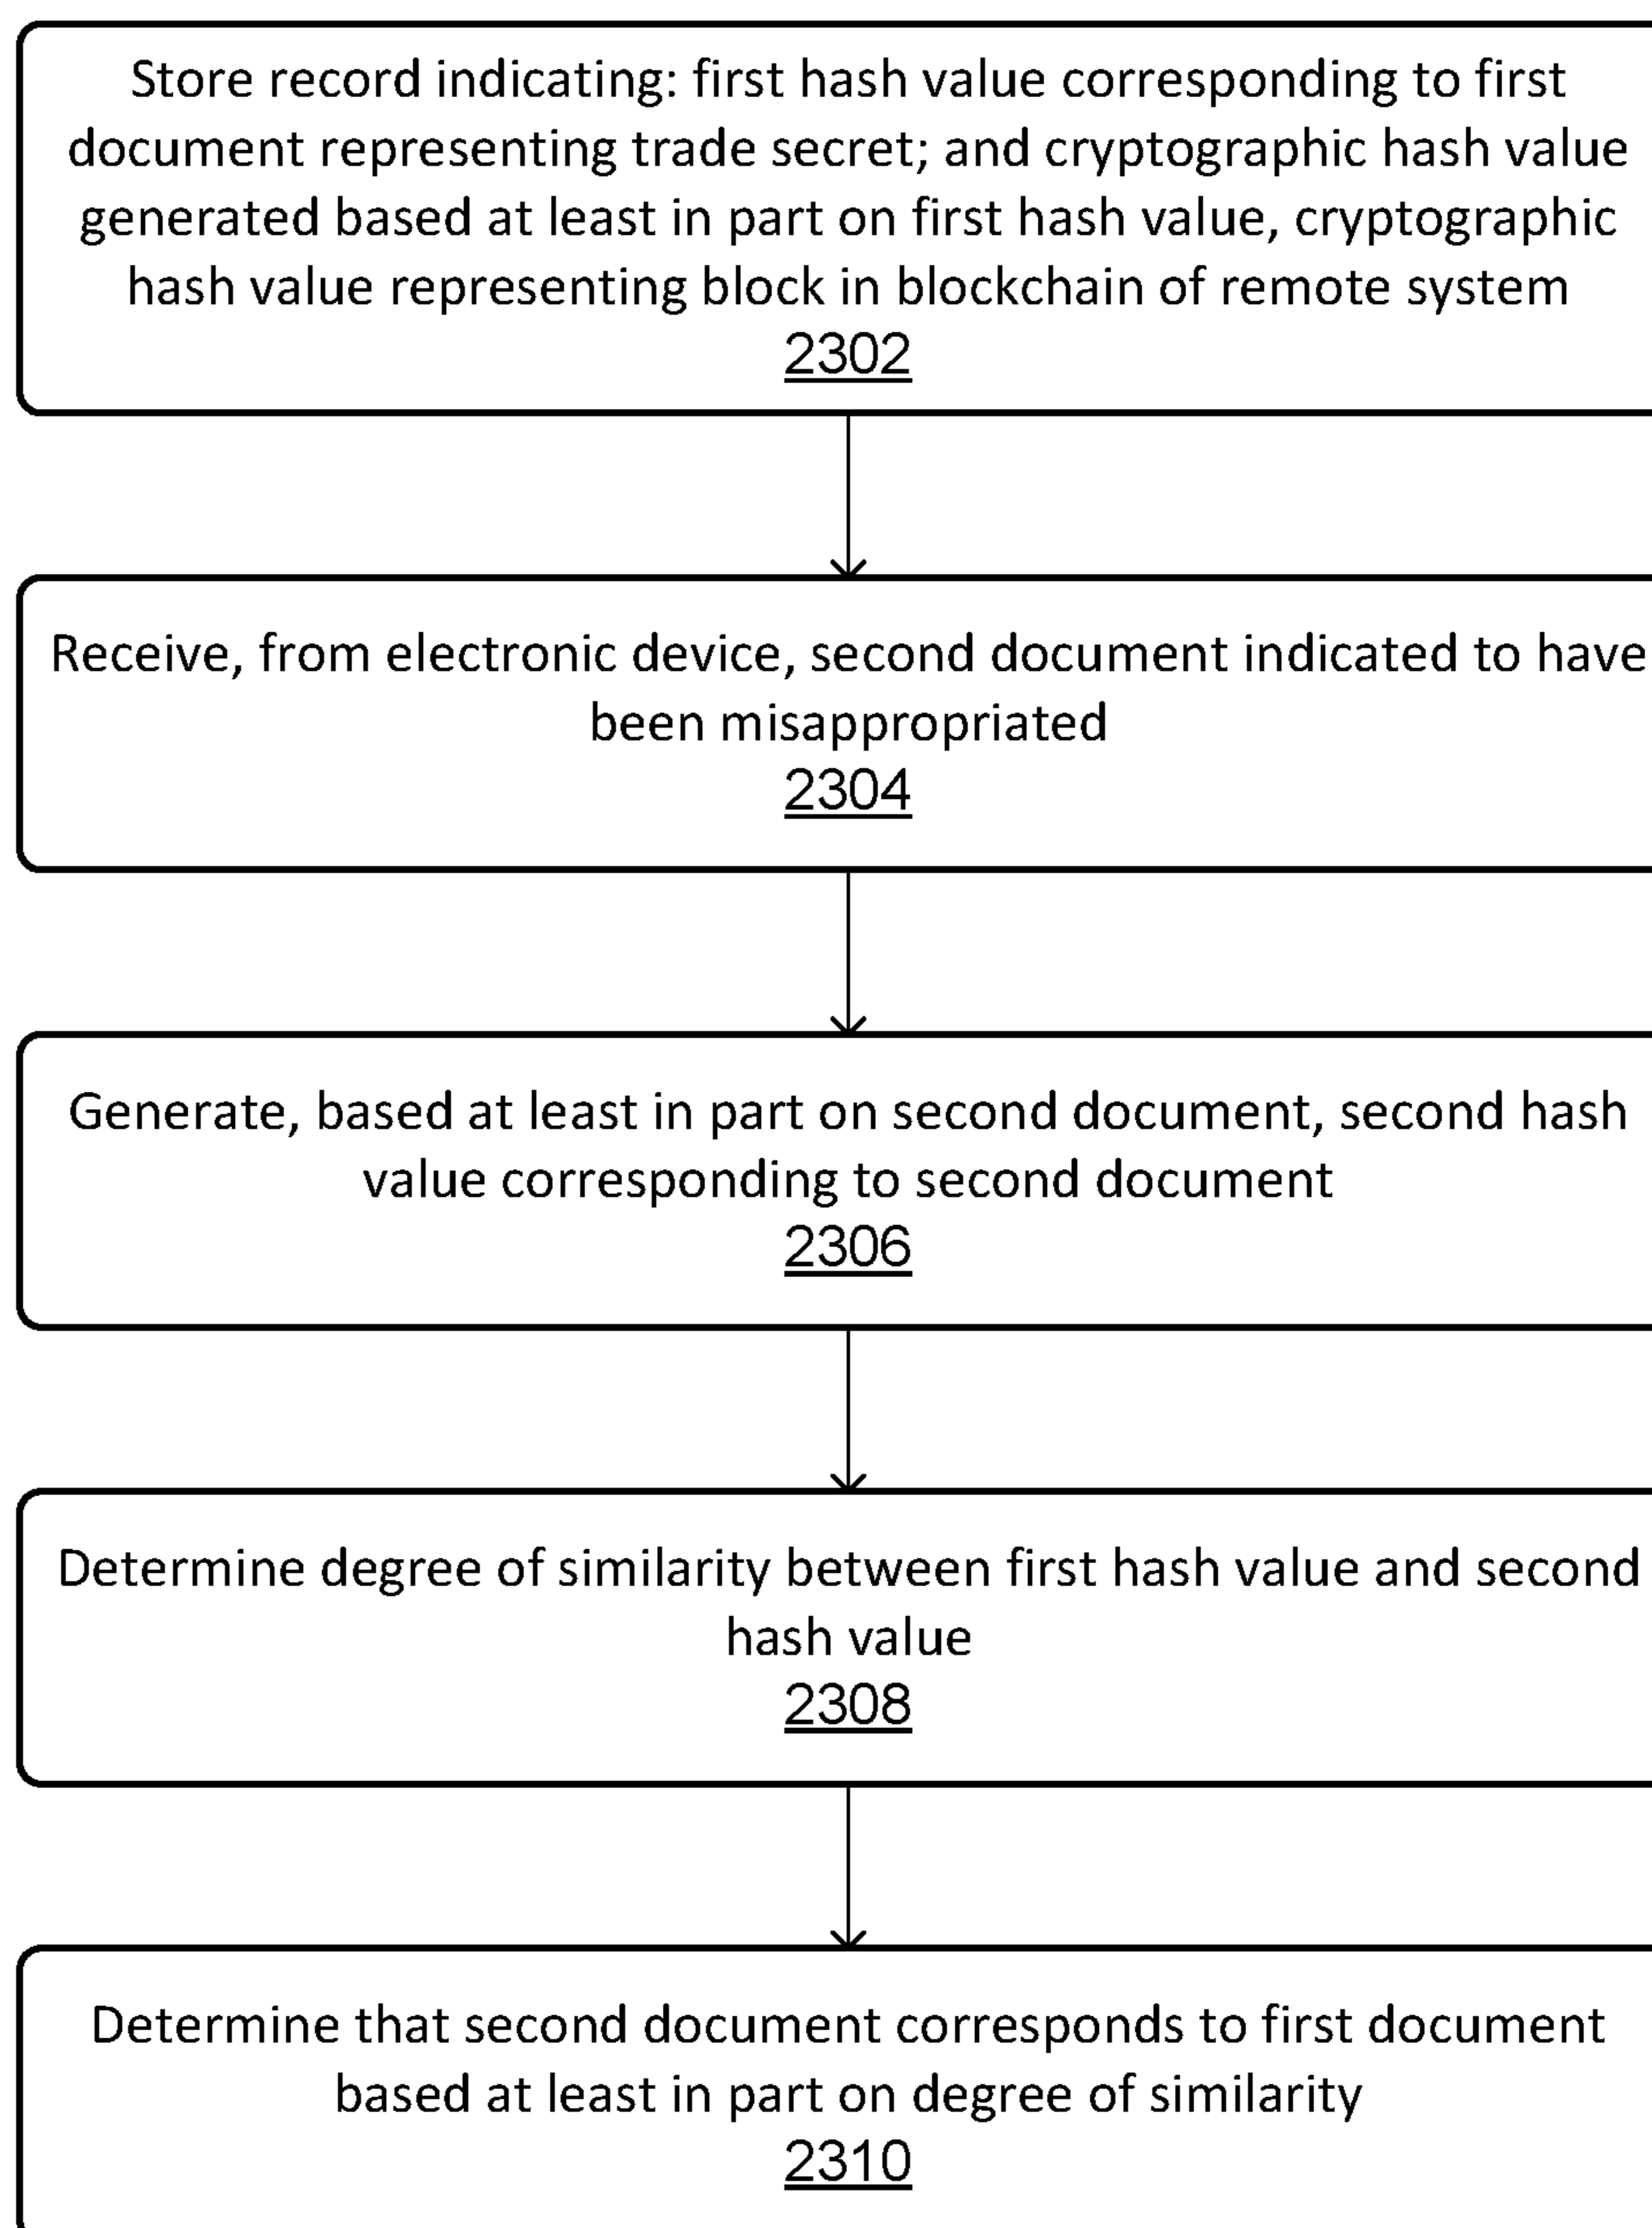 Store record indicating: first hash value corresponding to first
document representing trade secret; and cryptographic hash value
generated based at least in part on first hash value, cryptographic
hash value representing block in blockchain of remote system
2302
Receive, from electronic device, second document indicated to have
been misappropriated
2304
Generate, based at least in part on second document, second hash
value corresponding to second document
2306
Determine degree of similarity between first hash value and second
hash value
2308
Determine that second document corresponds to first document
based at least in part on degree of similarity
2310